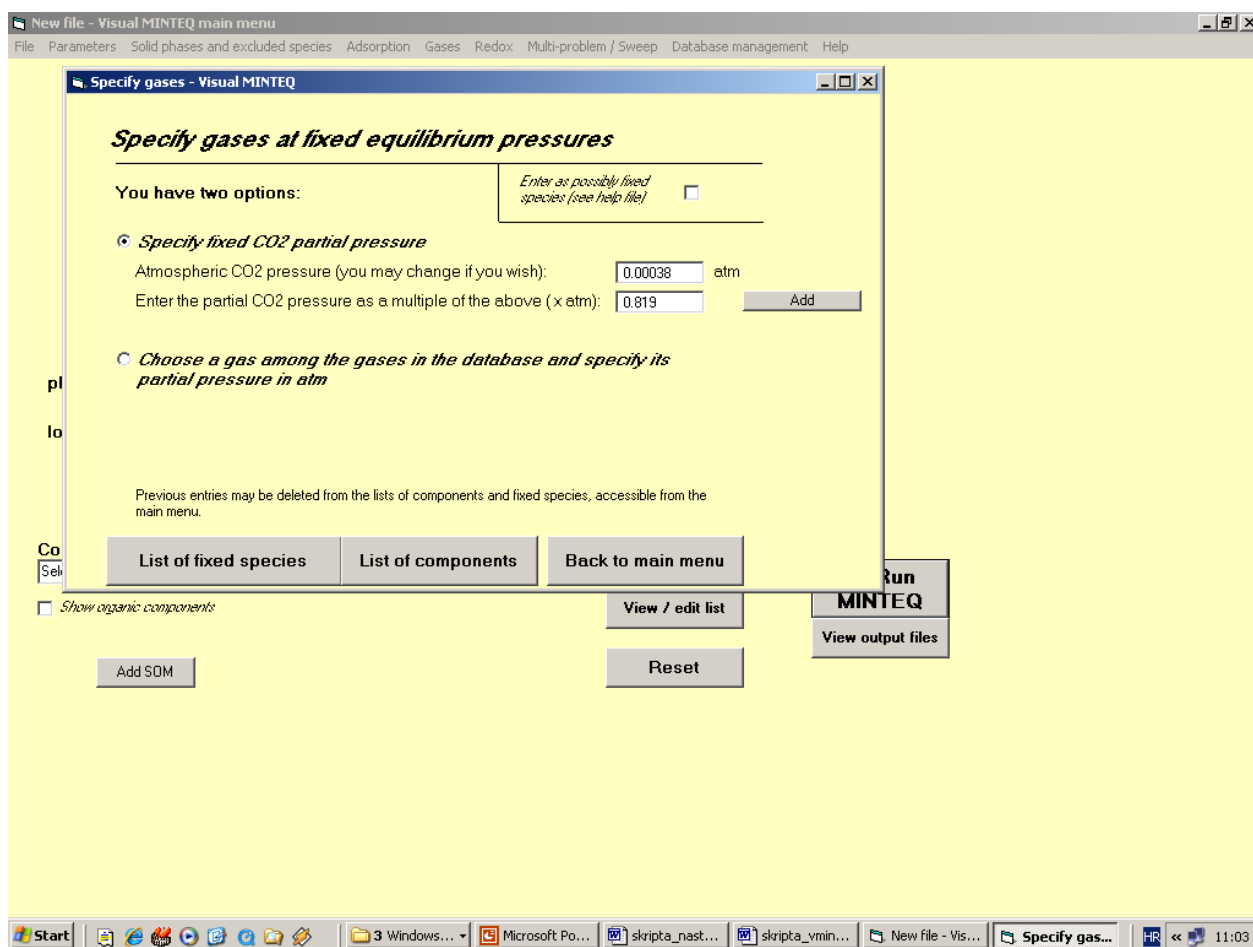 New file - Visual MINTEQ main menu
File Parameters Solid phases and excluded species Adsorption Gases Redox Multi-problem / Sweep Database management Help
Specify gases - Visual MINTEQ
Specify gases at fixed equilibrium pressures
You have two options:
Enter as possibly fixed
species (see help file)
Specify fixed CO2 partial pressure
Atmospheric CO2 pressure (you may change if you wish): 0.00038 atm
Enter the partial CO2 pressure as a multiple of the above ( x atm): 0.819 Add
Choose a gas among the gases in the database and specify its
partial pressure in atm
Previous entries may be deleted from the lists of components and fixed species, accessible from the
main menu.
List of fixed species List of components Back to main menu
Show organic components
View / edit list
Run
MINTEQ
View output files
Add SOM
Reset
Start 3 Windows... Microsoft Po... skripta_nast... skripta_vmin... New file - Vis... Specify gas... HR « 11:03